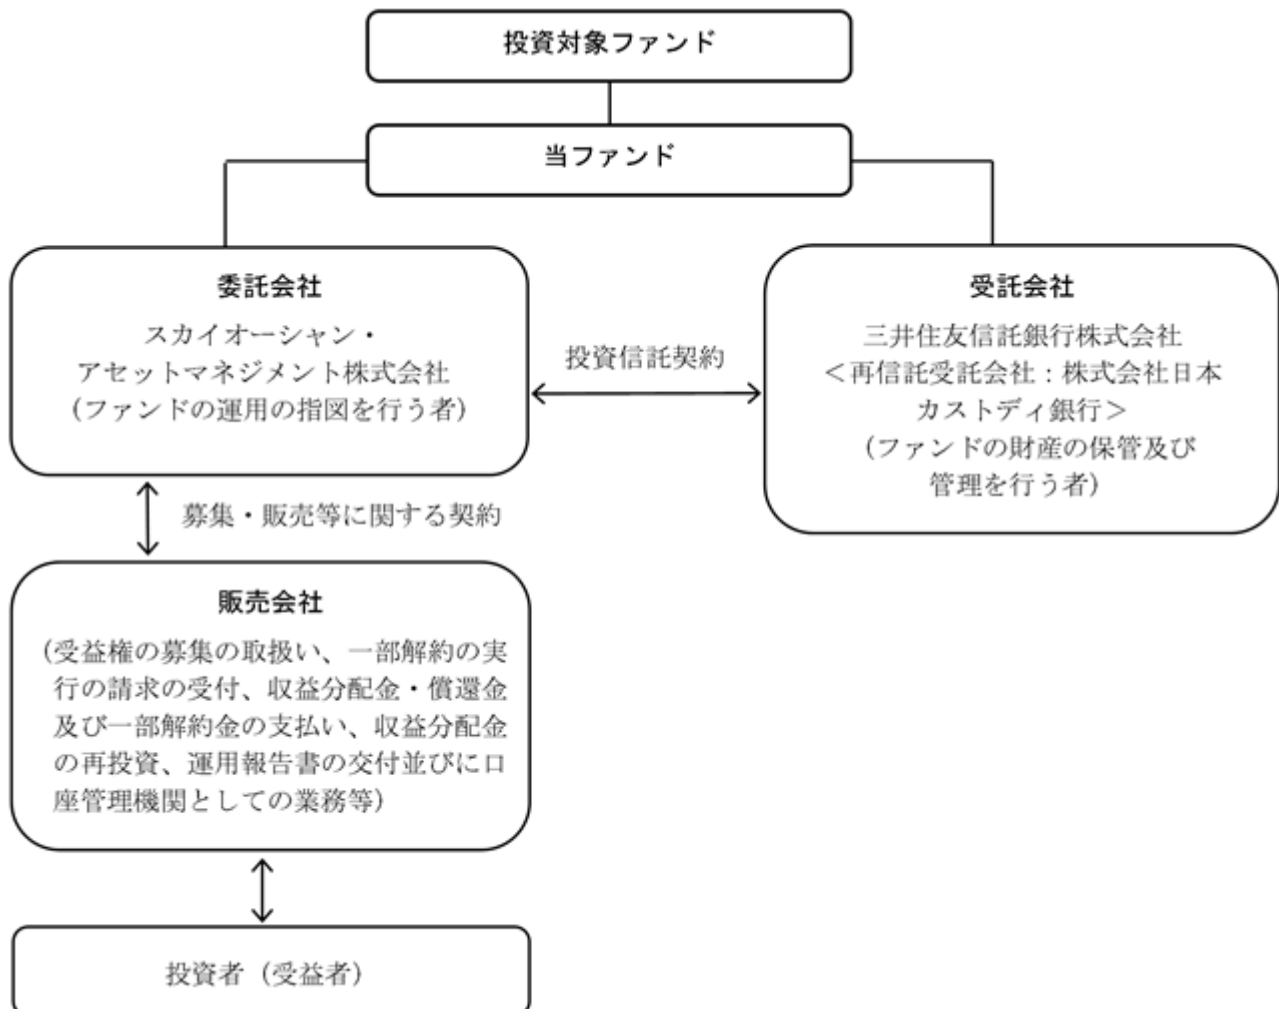 投資対象ファンド
当ファンド
委託会社
スカイオーシャン・
アセットマネジメント株式会社
(ファンドの運用の指図を行う者)
投資信託契約
受託会社
三井住友信託銀行株式会社
＜再信託受託会社：株式会社日本
カストディ銀行＞
(ファンドの財産の保管及び
管理を行う者)
募集・販売等に関する契約
販売会社
(受益権の募集の取扱い、一部解約の実
行の請求の受付、収益分配金・償還金
及び一部解約金の支払い、収益分配金
の再投資、運用報告書の交付並びに口
座管理機関としての業務等)
投資者（受益者）